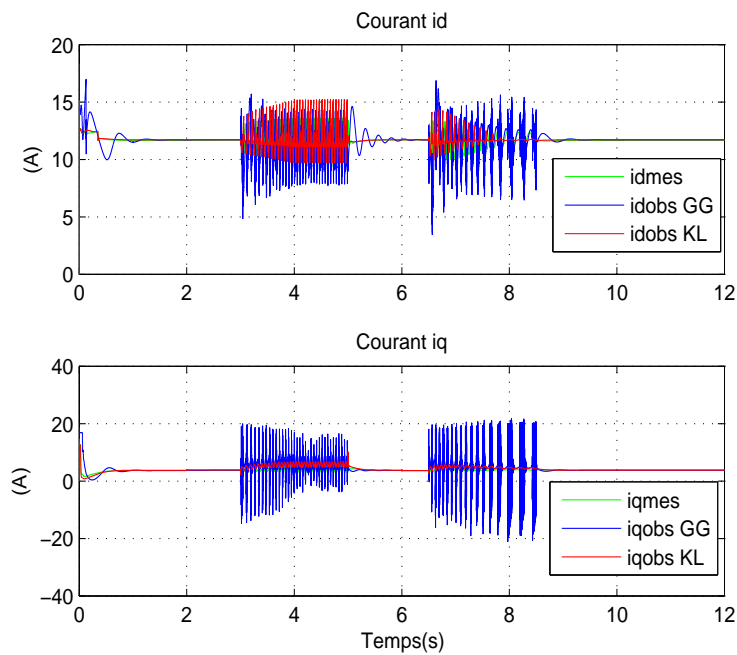 Courant id
20
15
10
5
0
(A)
idmes
idobs GG
idobs KL
0 2 4 6 8 10 12
Courant iq
40
20
0
−20
−40
(A)
iqmes
iqobs GG
iqobs KL
0 2 4 6 8 10 12
Temps(s)